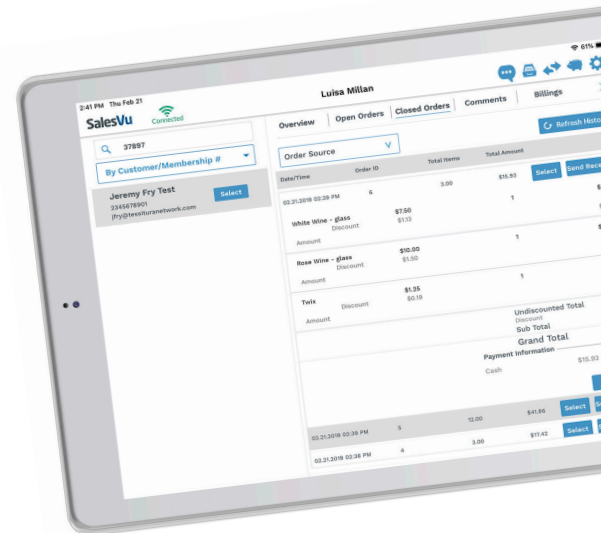 2:41 PM Thu Feb 21
61%
Luisa Millan
SalesVu
Connected
37897
By Customer/Membership #
Jeremy Fry Test
2345678901
jfry@tessituranetwork.com
Select
Overview
Open Orders
Closed Orders
Comments
Billings
Order Source
Date/Time
Order ID
Total Items
Total Amount
02.21.2019 02:39 PM
6
3.00
$15.93
Select
White Wine - glass
$7.50
1
Discount
$1.13
Amount
Rose Wine - glass
$10.00
1
Discount
$1.50
Amount
Twix
$1.25
1
Discount
$0.19
Amount
Undiscounted Total
Discount
Sub Total
Grand Total
Payment Information
Cash
$15.93
02.21.2019 02:38 PM
5
12.00
$41.86
Select
02.21.2019 02:36 PM
4
3.00
$17.42
Select